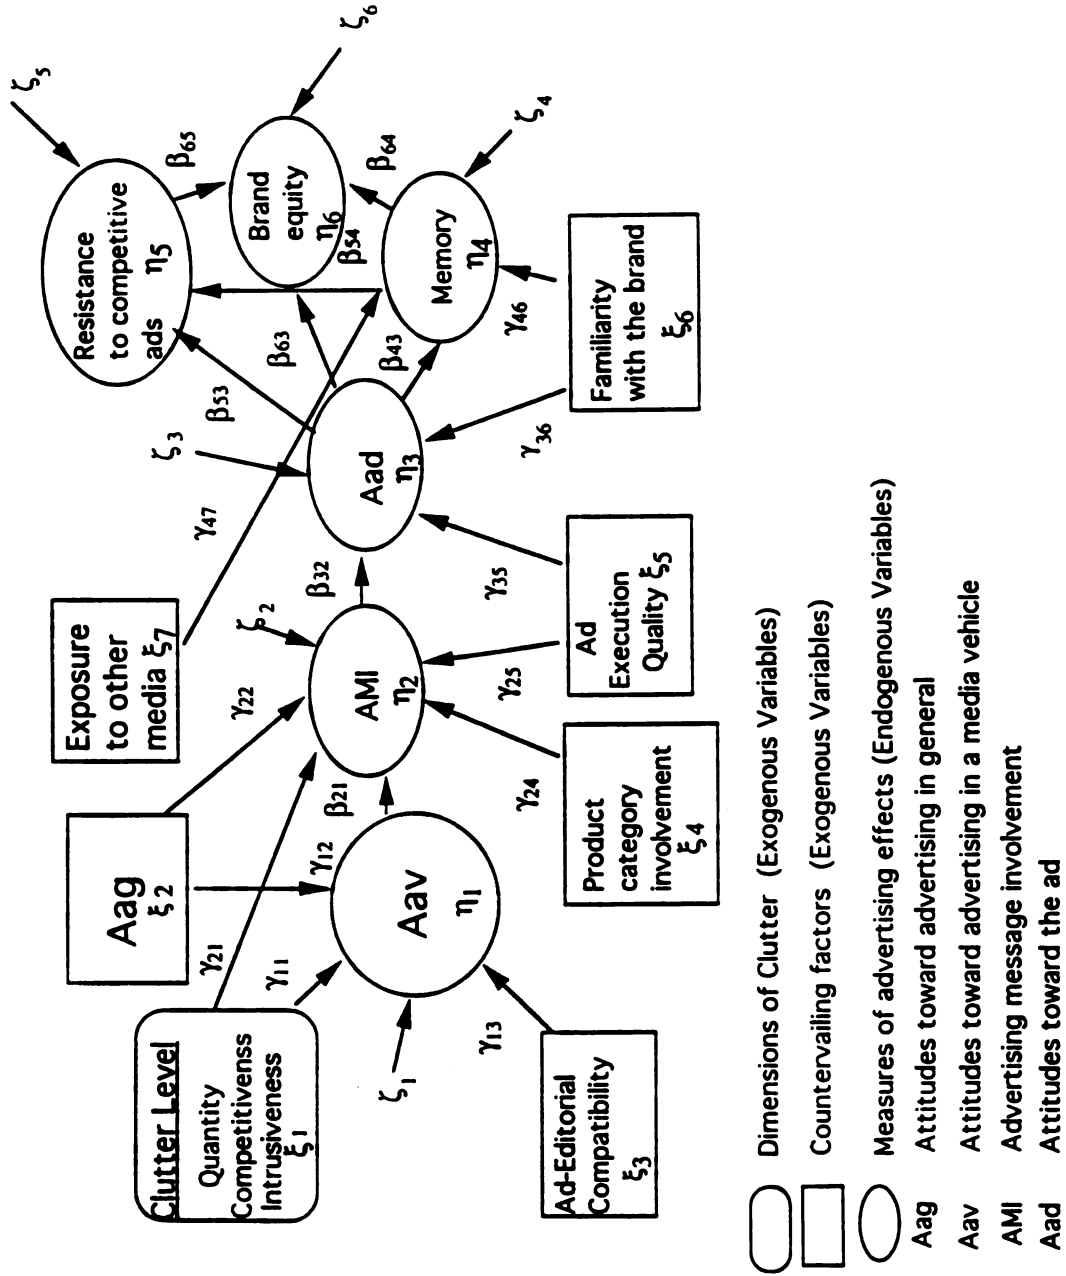 Clutter Level
Quantity
Competitivenss
Intrusiveness
ξ1
Aag
ξ2
Exposure
to other
media ξ7
Ad-Editorial
Compatibility
ξ3
Product
category
involvement
ξ4
Ad
Execution
Quality ξ5
Familiarity
with the brand
ξ6
Aav
η1
AMI
η2
Aad
η3
Memory
η4
Resistance
to competitive
ads η5
Brand
equity
η6
ζ1
ζ2
ζ3
ζ4
ζ5
ζ6
γ21
γ11
γ12
γ13
γ22
γ24
γ25
γ35
γ36
γ46
γ47
β21
β32
β43
β53
β63
β54
β64
β65
Dimensions of Clutter (Exogenous Variables)
Countervailing factors (Exogenous Variables)
Measures of advertising effects (Endogenous Variables)
Aag Attitudes toward advertising in general
Aav Attitudes toward advertising in a media vehicle
AMI Advertising message involvement
Aad Attitudes toward the ad